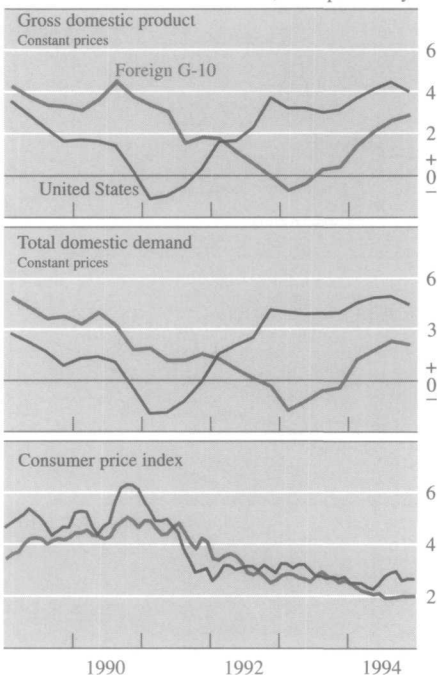 Gross domestic product
Constant prices
6
Foreign G-10
4
2
+
0
United States
–
Total domestic demand
Constant prices
6
3
+
0
–
Consumer price index
6
4
2
1990 1992 1994